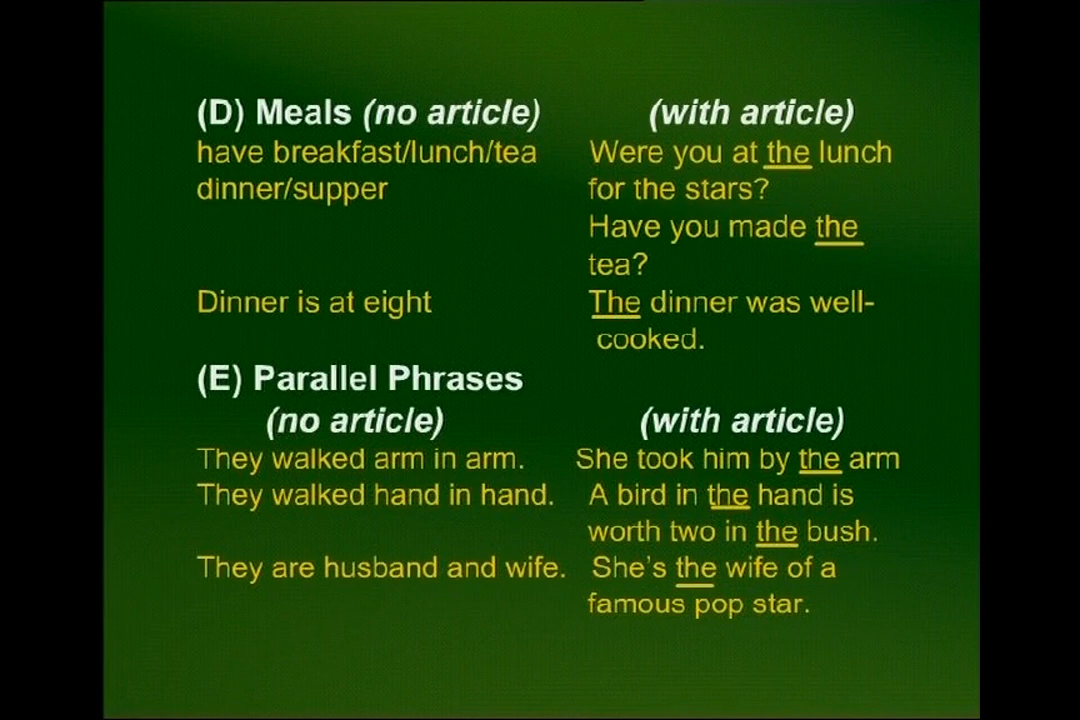 (D) Meals (no article) (with article)
have breakfast/lunch/tea Were you at the lunch
dinner/supper for the stars?
Have you made the
tea?
Dinner is at eight The dinner was well-
cooked.
(E) Parallel Phrases
(no article) (with article)
They walked arm in arm. She took him by the arm
They walked hand in hand. A bird in the hand is
worth two in the bush.
They are husband and wife. She's the wife of a
famous pop star.